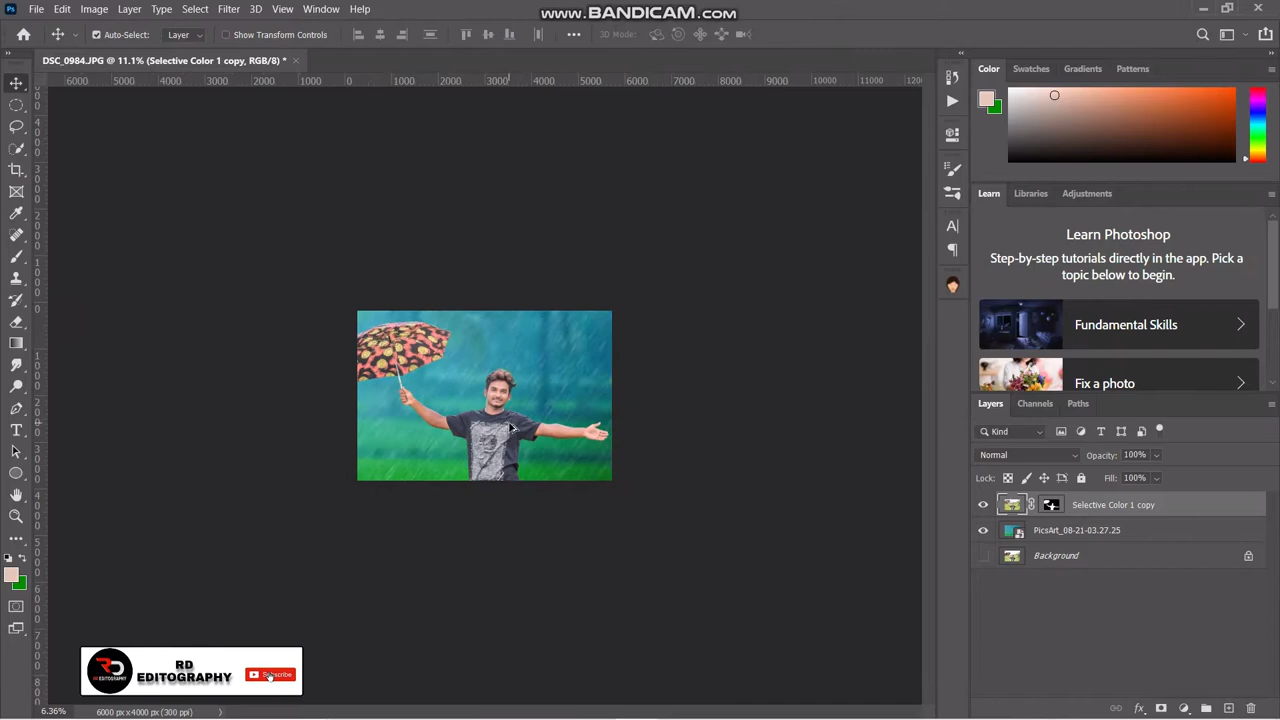 www.BANDICAM.com
Ps File Edit Image Layer Type Select Filter 3D View Window Help
Auto-Select: Layer Show Transform Controls 3D Mode:
DSC_0984.JPG @ 11.1% (Selective Color 1 copy, RGB/8) *
6000 5000 4000 3000 2000 1000 0 1000 2000 3000 4000 5000 6000 7000 8000 9000 10000 11000
Color Swatches Gradients Patterns
Learn Libraries Adjustments
Learn Photoshop
Step-by-step tutorials directly in the app. Pick a
topic below to begin.
Fundamental Skills
Fix a photo
Layers Channels Paths
Kind
Normal Opacity: 100%
Lock: Fill: 100%
Selective Color 1 copy
PicsArt_08-21-03.27.25
Background
RD
EDITOGRAPHY
Subscribe
RD EDITOGRAPHY
6.36% 6000 px x 4000 px (300 ppi)